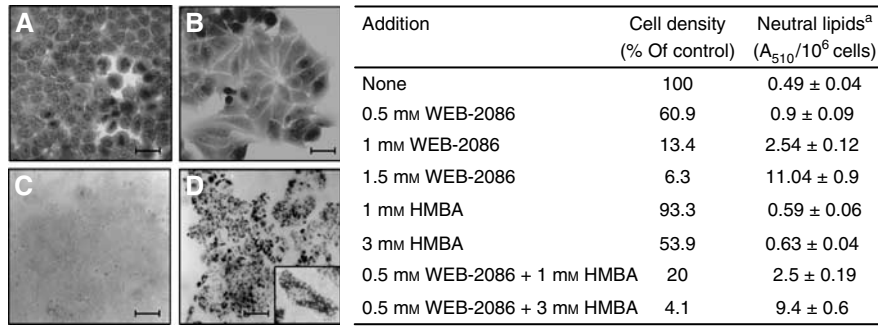 A
B
C
D
Addition Cell density Neutral lipids^a
(% Of control) (A_510/10^6 cells)
None 100 0.49 ± 0.04
0.5 mM WEB-2086 60.9 0.9 ± 0.09
1 mM WEB-2086 13.4 2.54 ± 0.12
1.5 mM WEB-2086 6.3 11.04 ± 0.9
1 mM HMBA 93.3 0.59 ± 0.06
3 mM HMBA 53.9 0.63 ± 0.04
0.5 mM WEB-2086 + 1 mM HMBA 20 2.5 ± 0.19
0.5 mM WEB-2086 + 3 mM HMBA 4.1 9.4 ± 0.6